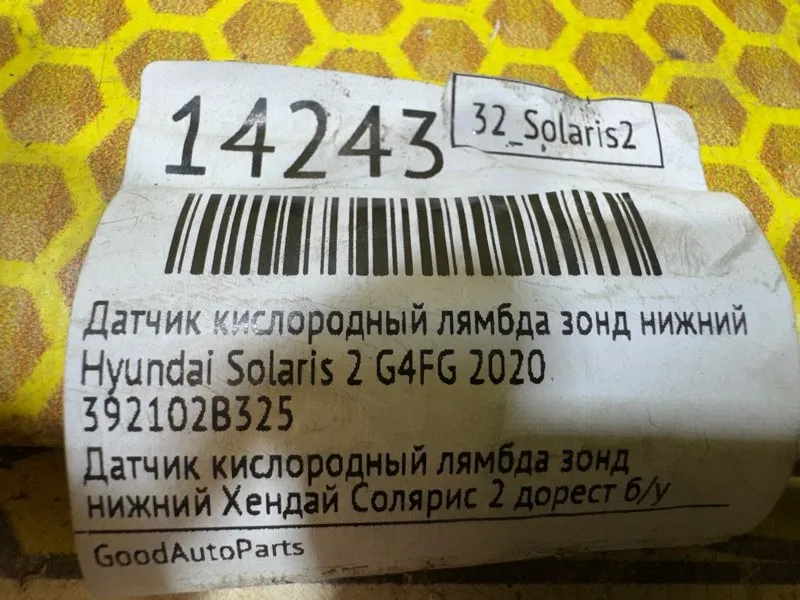 14243
32_Solaris2
Датчик кислородный лямбда зонд нижний
Hyundai Solaris 2 G4FG 2020
392102B325
Датчик кислородный лямбда зонд
нижний Хендай Солярис 2 дорест б/у
GoodAutoParts